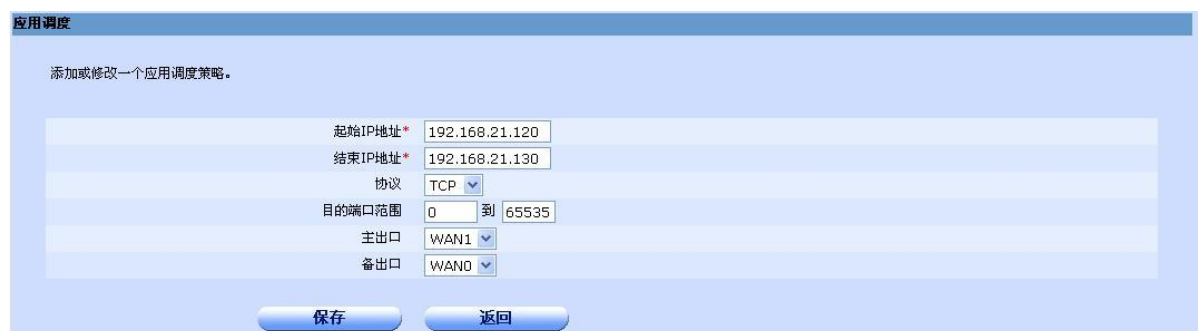 应用调度
添加或修改一个应用调度策略。
起始IP地址* 192.168.21.120
结束IP地址* 192.168.21.130
协议 TCP
目的端口范围 0 到 65535
主出口 WAN1
备出口 WAN0
保存 返回